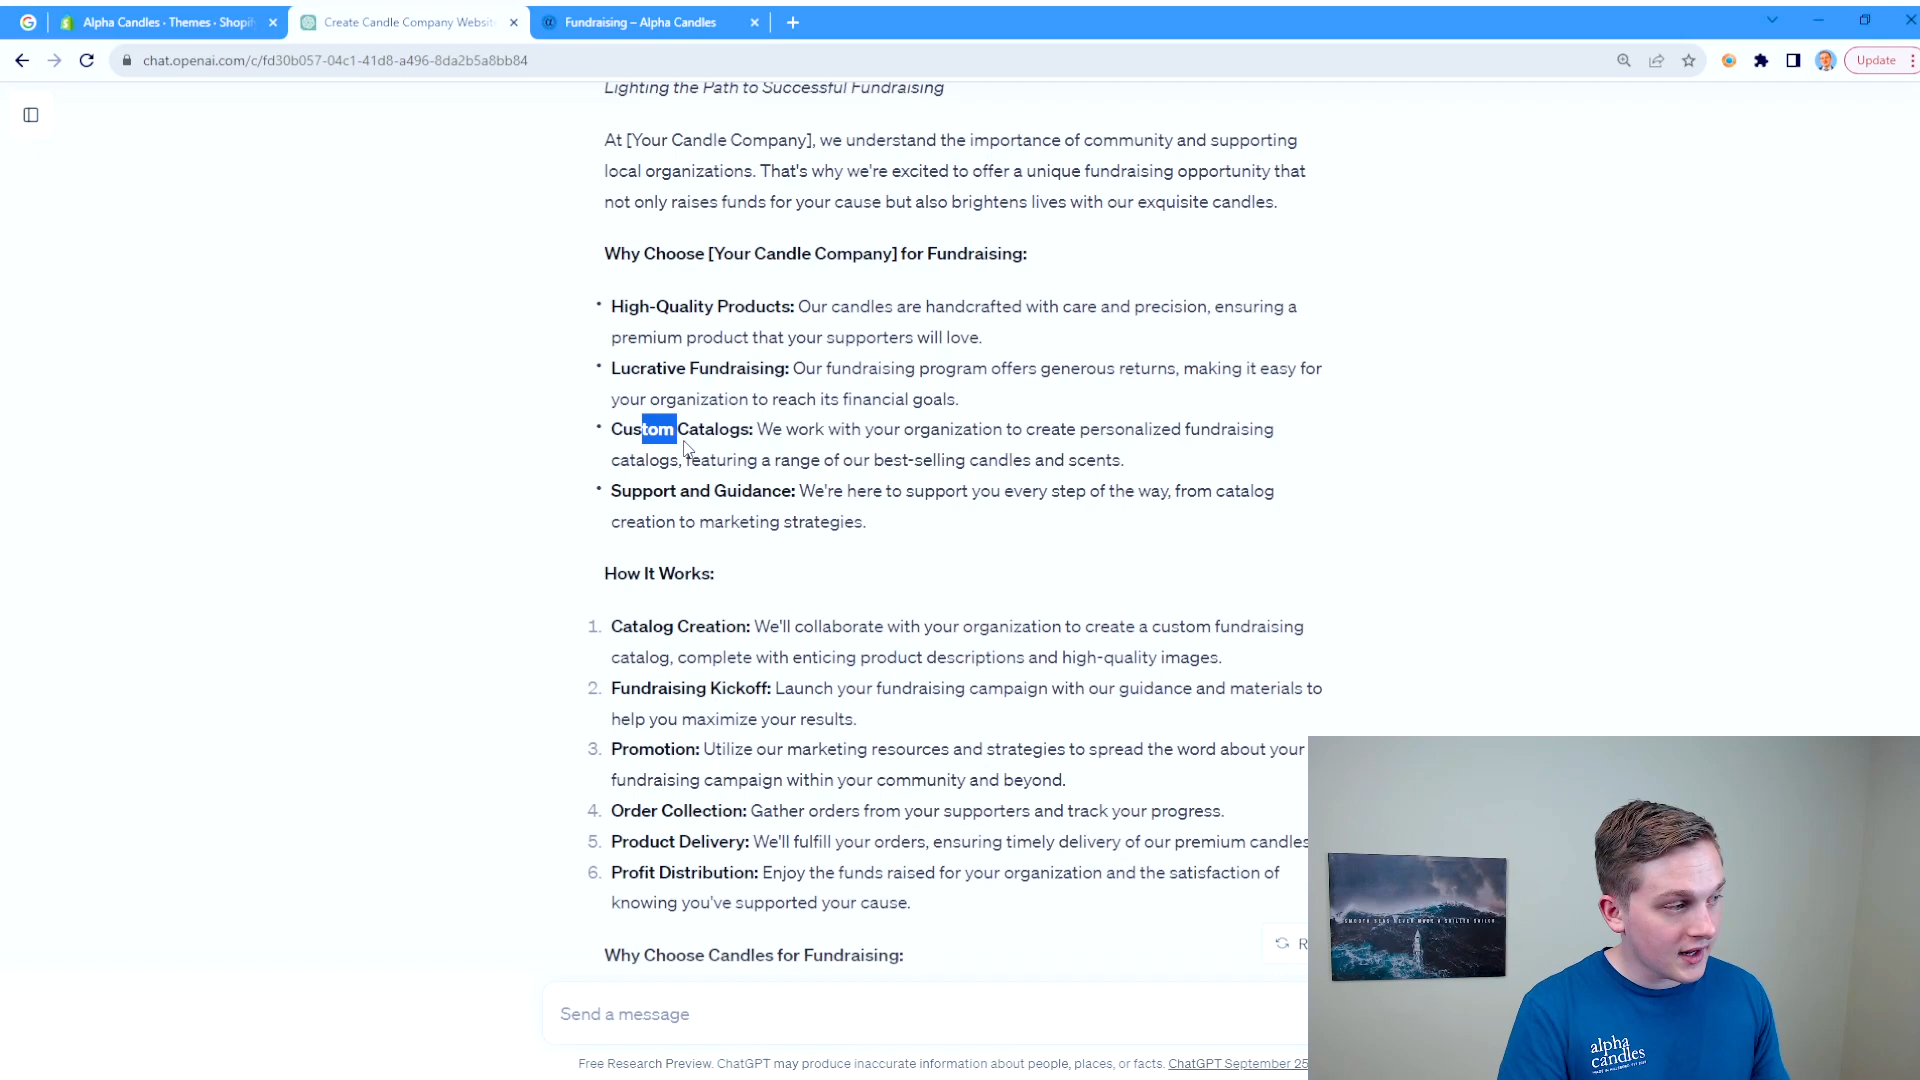 Alpha Candles · Themes · Shopif
Create Candle Company Websit
Fundraising – Alpha Candles
chat.openai.com/c/fd30b057-04c1-41d8-a496-8da2b5a8bb84
Update
Lighting the Path to Successful Fundraising
At [Your Candle Company], we understand the importance of community and supporting
local organizations. That's why we're excited to offer a unique fundraising opportunity that
not only raises funds for your cause but also brightens lives with our exquisite candles.
Why Choose [Your Candle Company] for Fundraising:
• High-Quality Products: Our candles are handcrafted with care and precision, ensuring a
premium product that your supporters will love.
• Lucrative Fundraising: Our fundraising program offers generous returns, making it easy for
your organization to reach its financial goals.
• Custom Catalogs: We work with your organization to create personalized fundraising
catalogs, featuring a range of our best-selling candles and scents.
• Support and Guidance: We're here to support you every step of the way, from catalog
creation to marketing strategies.
How It Works:
1. Catalog Creation: We'll collaborate with your organization to create a custom fundraising
catalog, complete with enticing product descriptions and high-quality images.
2. Fundraising Kickoff: Launch your fundraising campaign with our guidance and materials to
help you maximize your results.
3. Promotion: Utilize our marketing resources and strategies to spread the word about your
fundraising campaign within your community and beyond.
4. Order Collection: Gather orders from your supporters and track your progress.
5. Product Delivery: We'll fulfill your orders, ensuring timely delivery of our premium candles
6. Profit Distribution: Enjoy the funds raised for your organization and the satisfaction of
knowing you've supported your cause.
Why Choose Candles for Fundraising:
R
Send a message
Free Research Preview. ChatGPT may produce inaccurate information about people, places, or facts. ChatGPT September 25
SMOOTH SEAS NEVER MADE A SKILLED SAILOR
alpha
candles